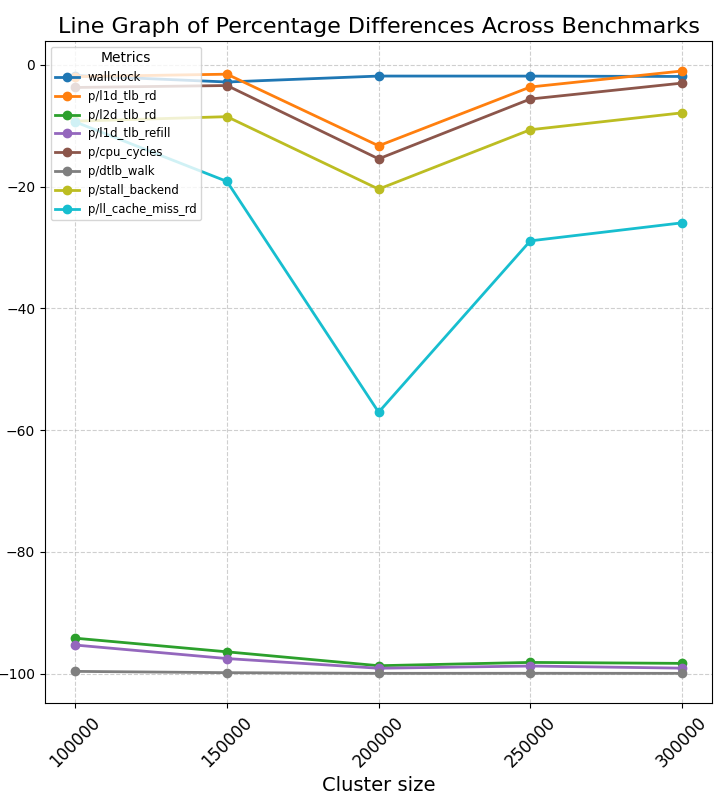 Line Graph of Percentage Differences Across Benchmarks
Metrics
wallclock
p/l1d_tlb_rd
p/l2d_tlb_rd
p/l1d_tlb_refill
p/cpu_cycles
p/dtlb_walk
p/stall_backend
p/ll_cache_miss_rd
0
−20
−40
−60
−80
−100
100000
150000
200000
250000
300000
Cluster size